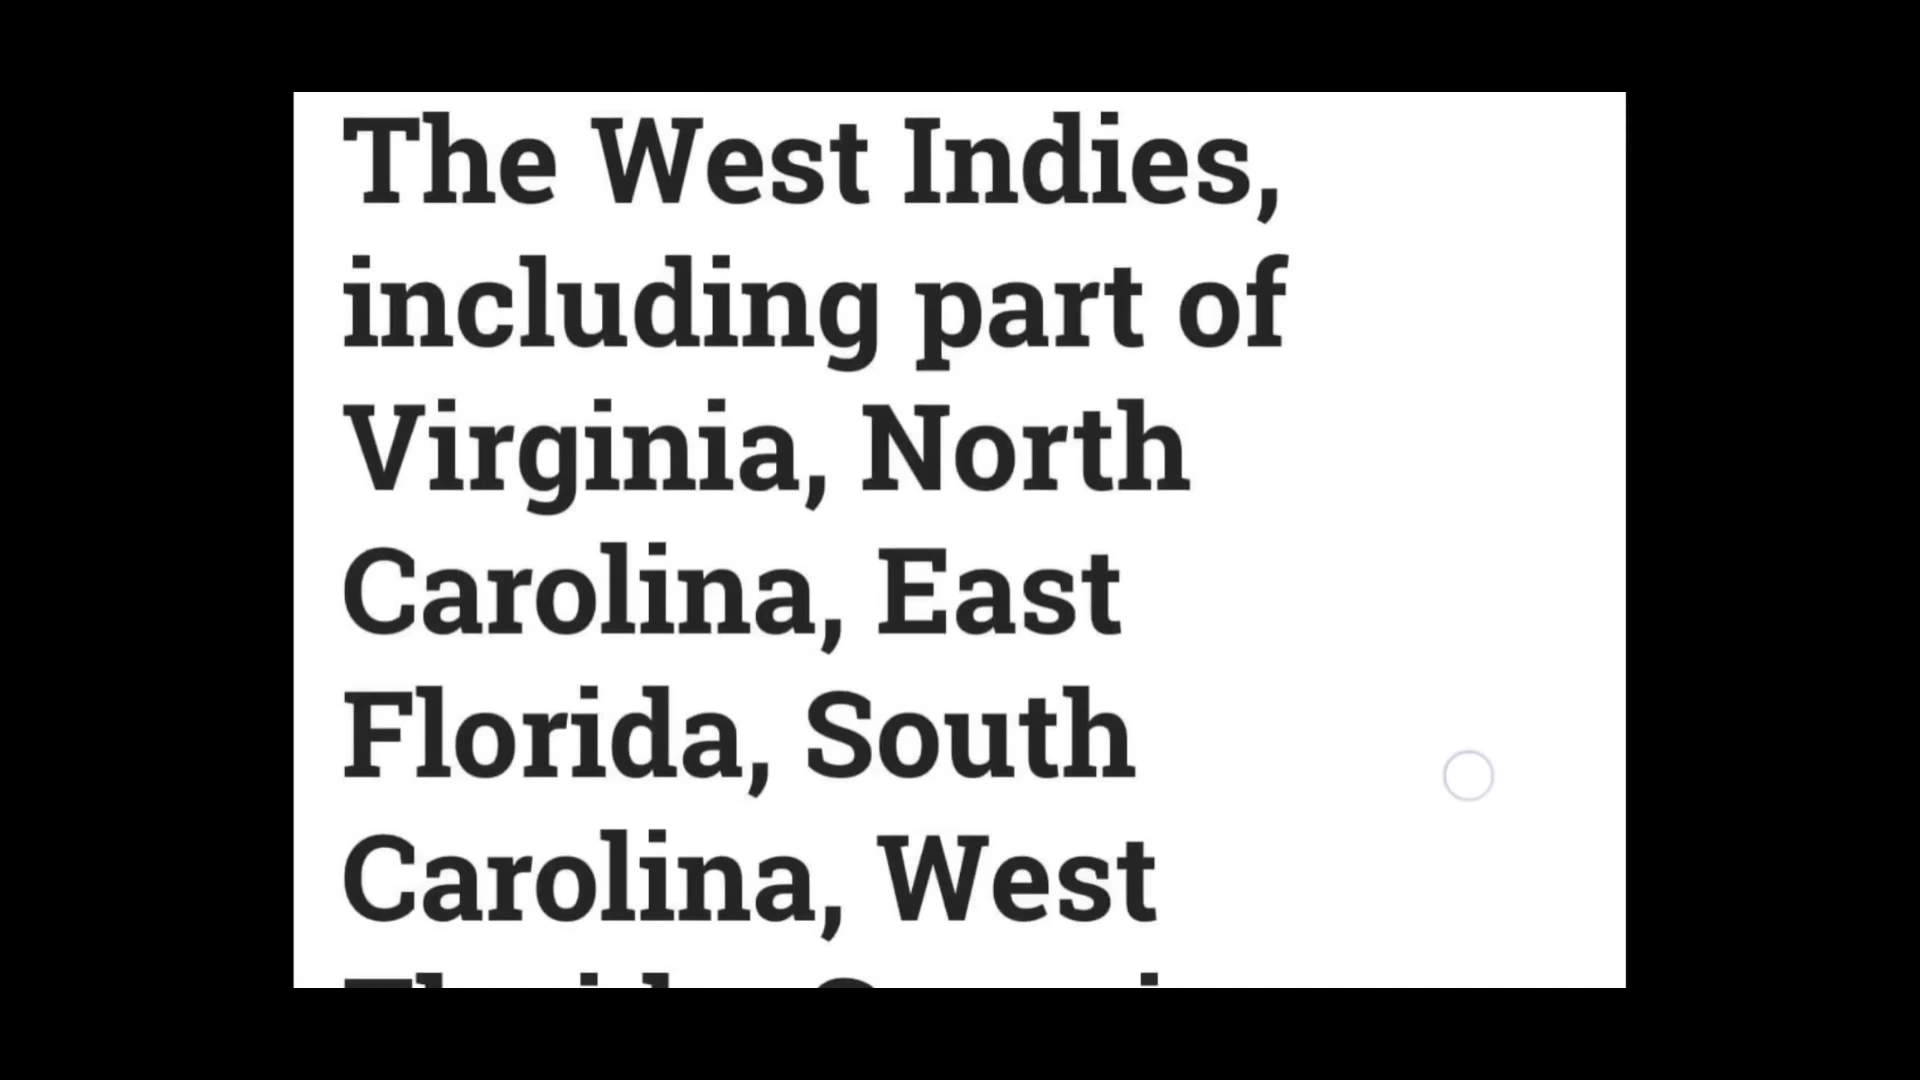 The West Indies,
including part of
Virginia, North
Carolina, East
Florida, South
Carolina, West